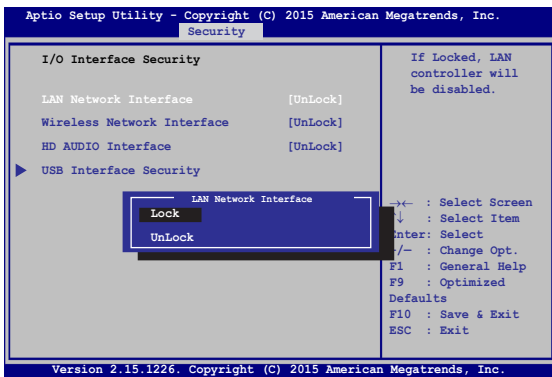 Aptio Setup Utility - Copyright (C) 2015 American Megatrends, Inc.
Security
I/O Interface Security
LAN Network Interface [UnLock]
Wireless Network Interface [UnLock]
HD AUDIO Interface [UnLock]
USB Interface Security
LAN Network Interface
Lock
UnLock
If Locked, LAN
controller will
be disabled.
→← : Select Screen
↓ : Select Item
Enter: Select
/— : Change Opt.
F1 : General Help
F9 : Optimized
Defaults
F10 : Save & Exit
ESC : Exit
Version 2.15.1226. Copyright (C) 2015 American Megatrends, Inc.